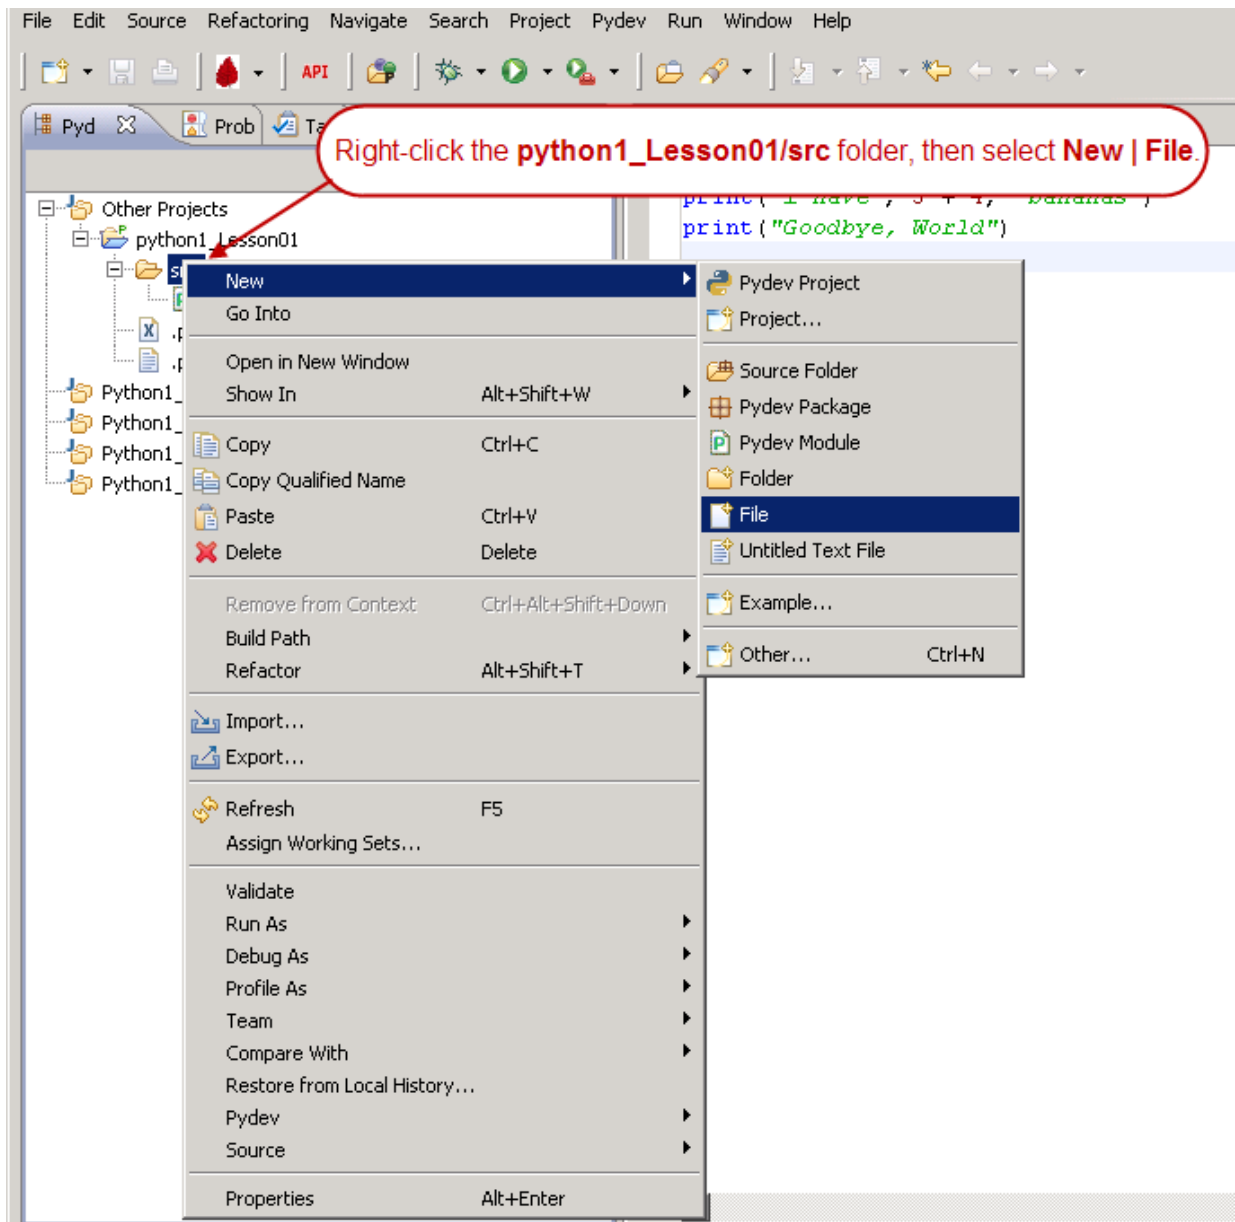 File Edit Source Refactoring Navigate Search Project Pydev Run Window Help
API
Pyd Prob Ta
Right-click the python1_Lesson01/src folder, then select New | File.
Other Projects
python1_Lesson01
print("Goodbye, World")
New
Go Into
Open in New Window
Show In Alt+Shift+W
Copy Ctrl+C
Copy Qualified Name
Paste Ctrl+V
Delete Delete
Remove from Context Ctrl+Alt+Shift+Down
Build Path
Refactor Alt+Shift+T
Import...
Export...
Refresh F5
Assign Working Sets...
Validate
Run As
Debug As
Profile As
Team
Compare With
Restore from Local History...
Pydev
Source
Properties Alt+Enter
Pydev Project
Project...
Source Folder
Pydev Package
Pydev Module
Folder
File
Untitled Text File
Example...
Other... Ctrl+N
Python1_
Python1_
Python1_
Python1_